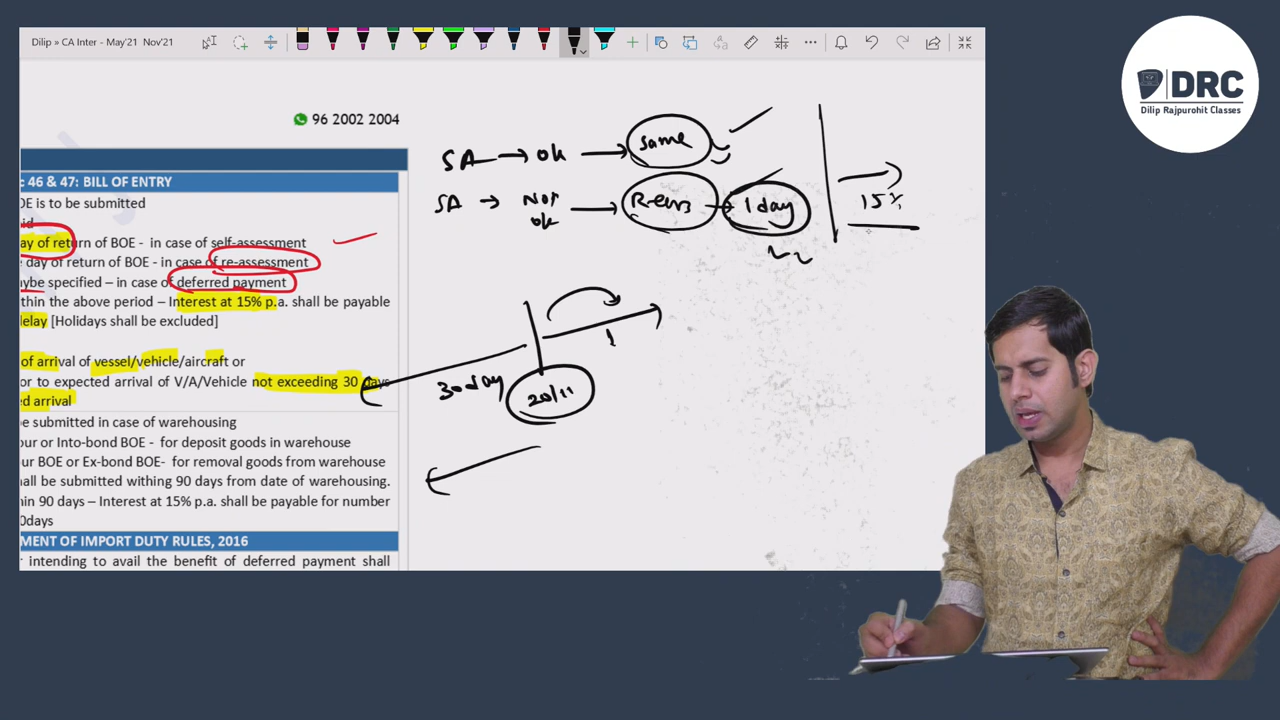 Dilip » CA Inter - May'21 Nov'21
DRC
Dilip Rajpurohit Classes
96 2002 2004
c 46 & 47: BILL OF ENTRY
OE is to be submitted
id
ay of return of BOE - in case of self-assessment
e day of return of BOE - in case of re-assessment
aybe specified – in case of deferred payment
thin the above period – Interest at 15% p.a. shall be payable
delay [Holidays shall be excluded]
of arrival of vessel/vehicle/aircraft or
or to expected arrival of V/A/Vehicle not exceeding 30 days
ed arrival
be submitted in case of warehousing
our or Into-bond BOE - for deposit goods in warehouse
ur BOE or Ex-bond BOE- for removal goods from warehouse
hall be submitted withing 90 days from date of warehousing.
hin 90 days – Interest at 15% p.a. shall be payable for number
0days
MENT OF IMPORT DUTY RULES, 2016
intending to avail the benefit of deferred payment shall
SA → ok → same
SA → Not ok → 1 day
15%
1
30 day
20/11